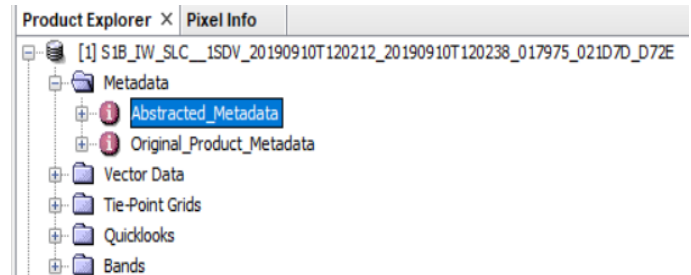 Product Explorer × Pixel Info
[1] S1B_IW_SLC__1SDV_20190910T120212_20190910T120238_017975_021D7D_D72E
Metadata
Abstracted_Metadata
Original_Product_Metadata
Vector Data
Tie-Point Grids
Quicklooks
Bands